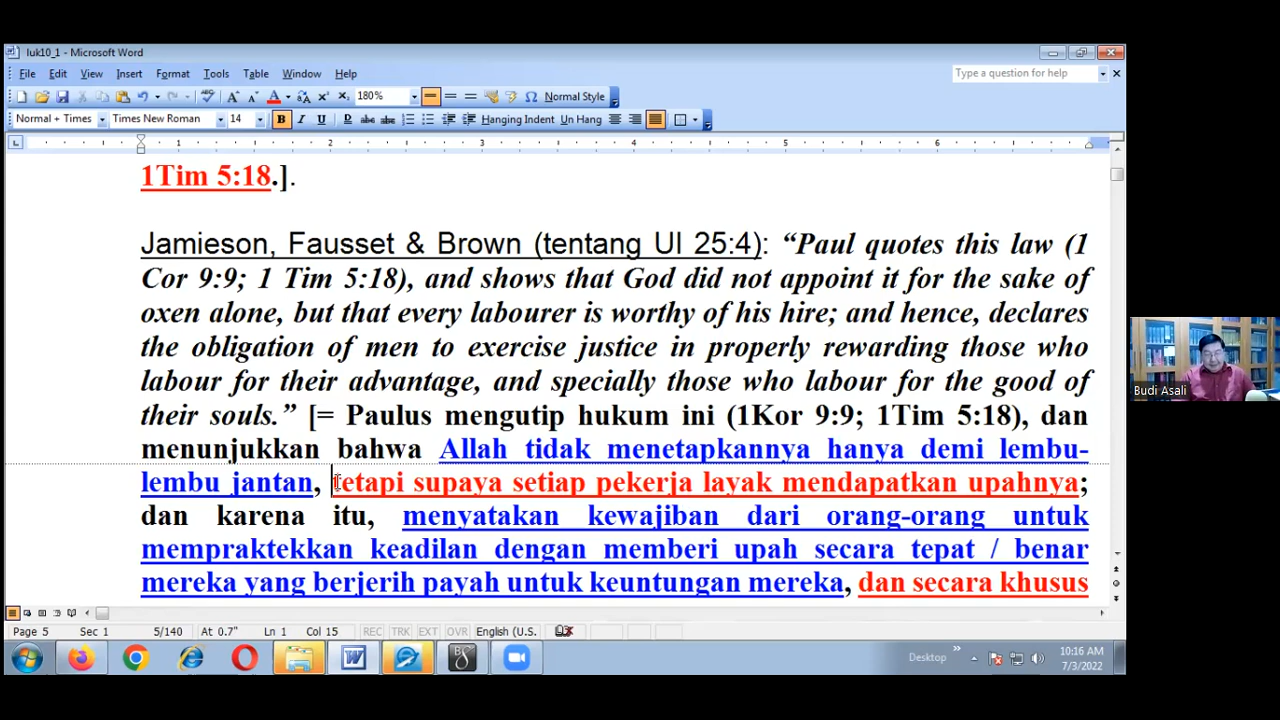 luk10_1 - Microsoft Word
File Edit View Insert Format Tools Table Window Help
Type a question for help
180% Normal Style
Normal + Times Times New Roman 14 B I U D abc abc Hanging Indent Un Hang
1 2 3 4 5 6
1Tim 5:18.].
Jamieson, Fausset & Brown (tentang Ul 25:4): “Paul quotes this law (1
Cor 9:9; 1 Tim 5:18), and shows that God did not appoint it for the sake of
oxen alone, but that every labourer is worthy of his hire; and hence, declares
the obligation of men to exercise justice in properly rewarding those who
labour for their advantage, and specially those who labour for the good of
their souls.” [= Paulus mengutip hukum ini (1Kor 9:9; 1Tim 5:18), dan
menunjukkan bahwa Allah tidak menetapkannya hanya demi lembu-
lembu jantan, tetapi supaya setiap pekerja layak mendapatkan upahnya;
dan karena itu, menyatakan kewajiban dari orang-orang untuk
mempraktekkan keadilan dengan memberi upah secara tepat / benar
mereka yang berjerih payah untuk keuntungan mereka, dan secara khusus
Budi Asali
Page 5 Sec 1 5/140 At 0.7" Ln 1 Col 15 REC TRK EXT OVR English (U.S.
Desktop
10:16 AM
7/3/2022